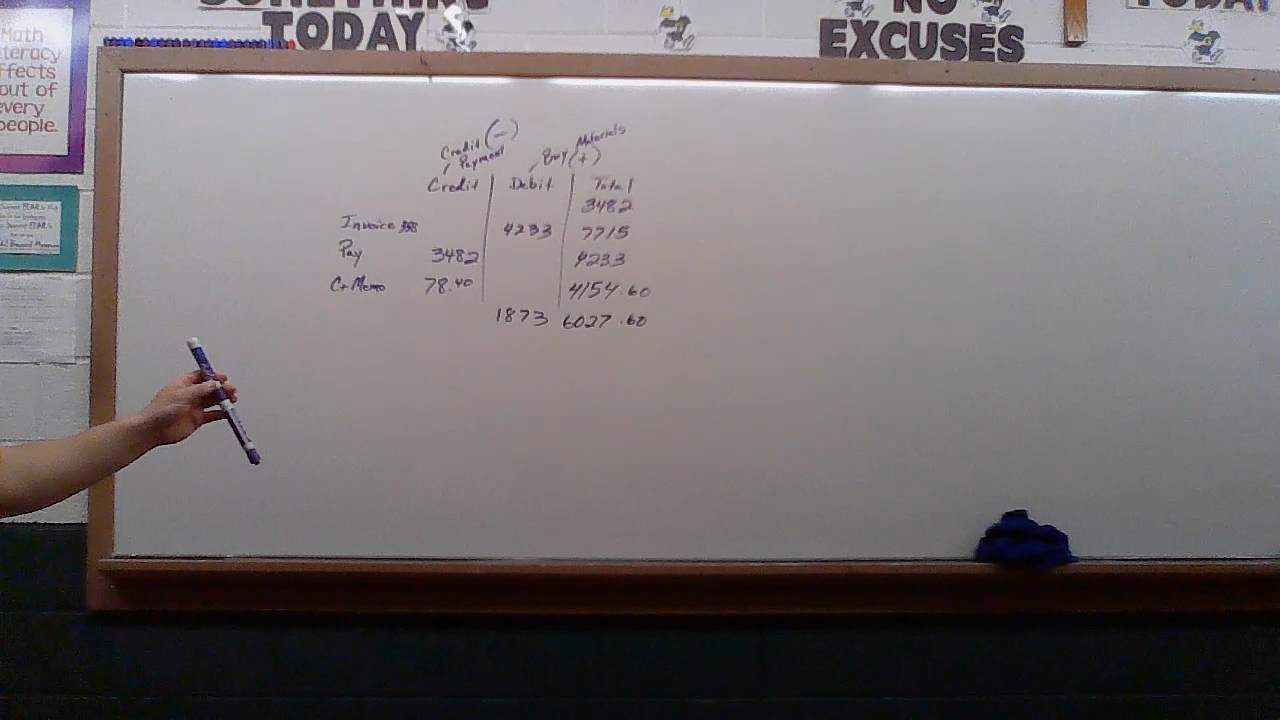 SOMETHING
TODAY
NO
EXCUSES
TODAY
Math
Literacy
affects
out of
every
people.
Credit (-)
Payment
Buy (+) Materials
Credit Debit Total
3482
Invoice 4233 7715
Pay 3482 4233
Cr Memo 78.40 4154.60
1873 6027.60